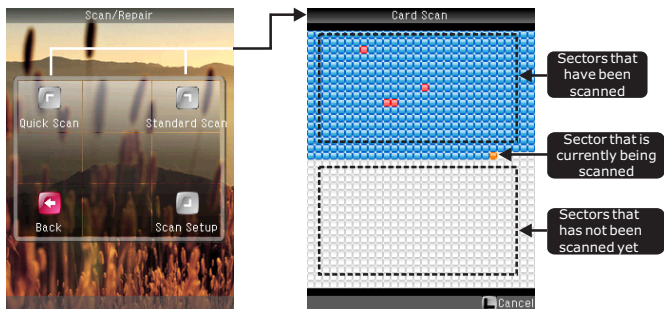 Scan/Repair
Quick Scan
Standard Scan
Back
Scan Setup
Card Scan
Cancel
Sectors that
have been
scanned
Sector that is
currently being
scanned
Sectors that
has not been
scanned yet